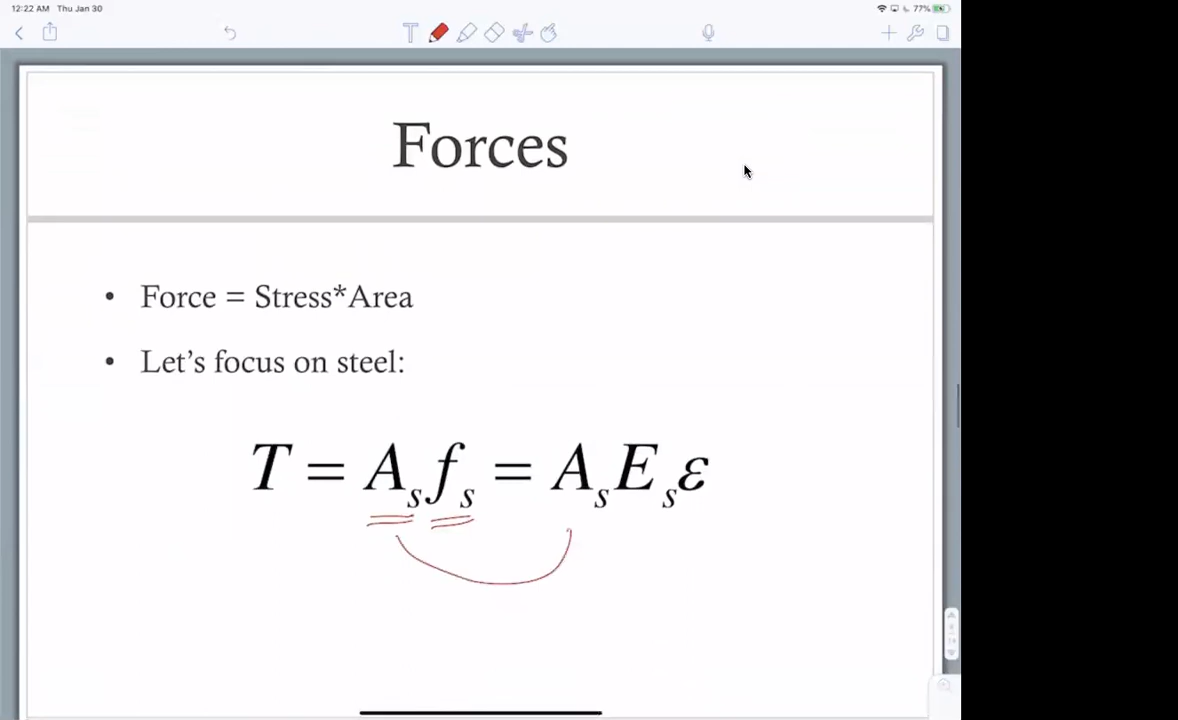 12:22 AM Thu Jan 30
77%
Forces
• Force = Stress*Area
• Let's focus on steel:
T = Aₛfₛ = AₛEₛε